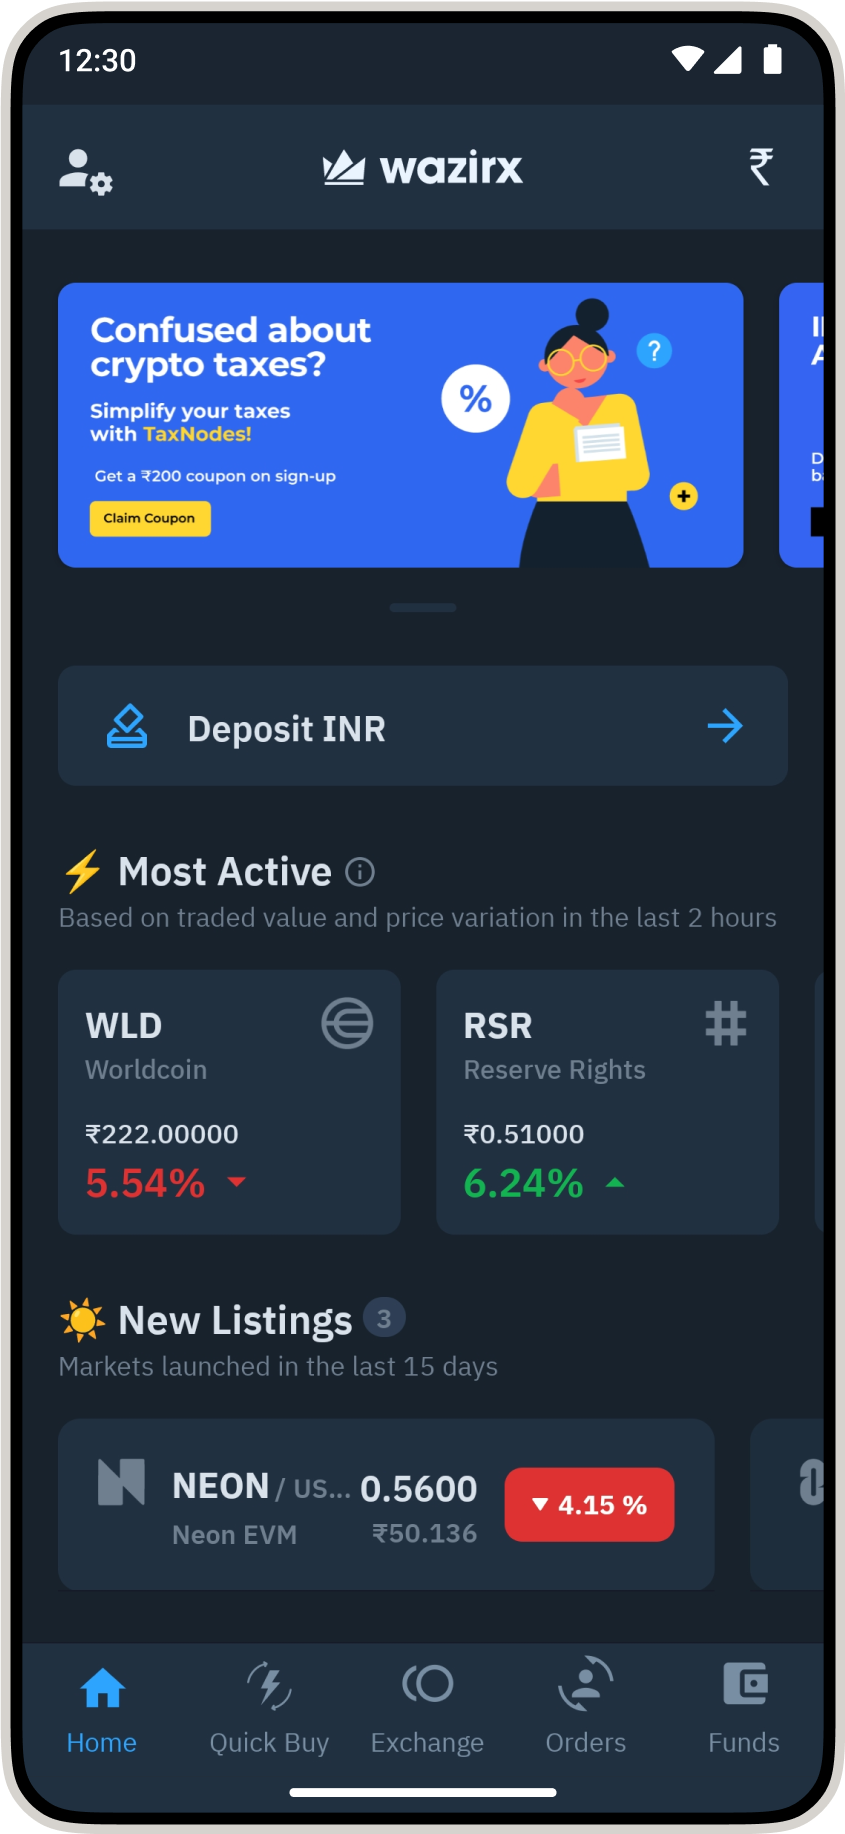 12:30
wazirx
₹
Confused about
crypto taxes?
%
?
Simplify your taxes
with TaxNodes!
Get a ₹200 coupon on sign-up
Claim Coupon
Deposit INR
⚡ Most Active
Based on traded value and price variation in the last 2 hours
WLD
Worldcoin
₹222.00000
5.54%
RSR
Reserve Rights
₹0.51000
6.24%
New Listings 3
Markets launched in the last 15 days
NEON / US... 0.5600
Neon EVM ₹50.136
4.15 %
Home
Quick Buy
Exchange
Orders
Funds